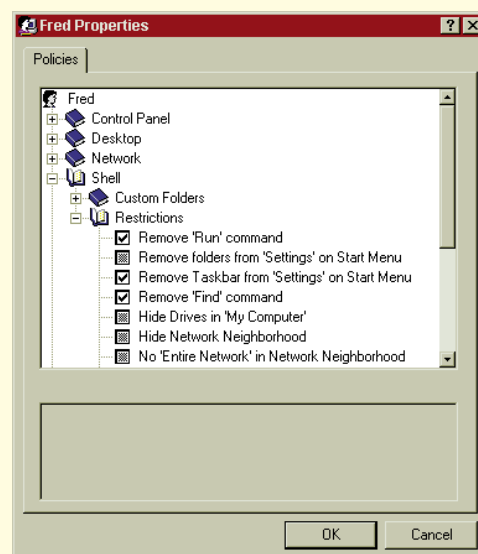 Fred Properties
Policies
Fred
Control Panel
Desktop
Network
Shell
Custom Folders
Restrictions
Remove 'Run' command
Remove folders from 'Settings' on Start Menu
Remove Taskbar from 'Settings' on Start Menu
Remove 'Find' command
Hide Drives in 'My Computer'
Hide Network Neighborhood
No 'Entire Network' in Network Neighborhood
OK Cancel